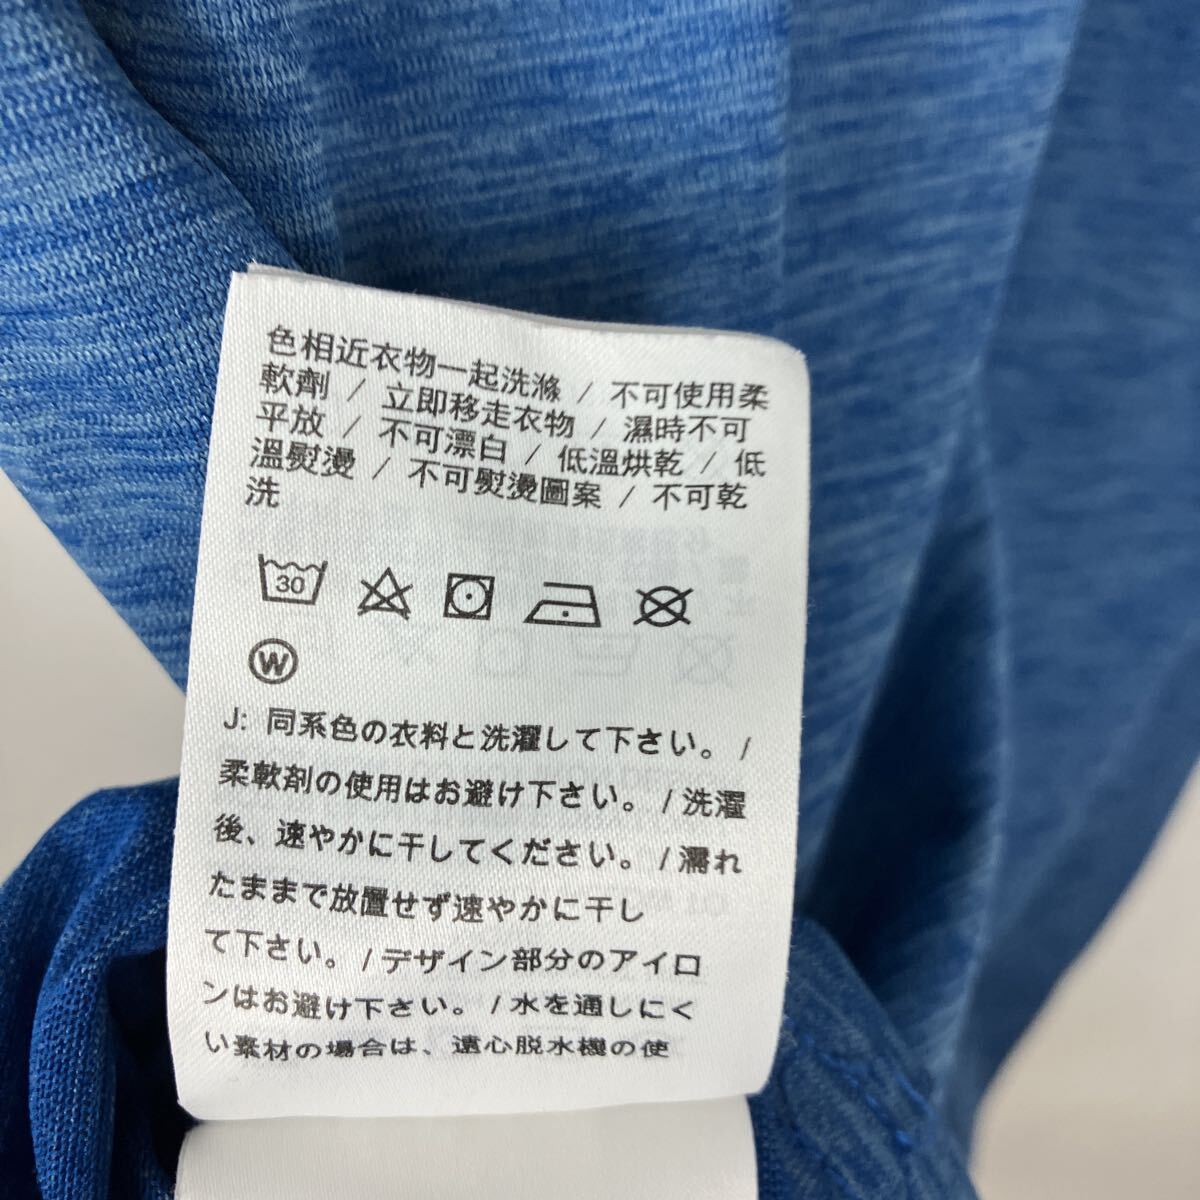 色相近衣物一起洗滌 / 不可使用柔
軟劑 / 立即移走衣物 / 濕時不可
平放 / 不可漂白 / 低溫烘乾 / 低
溫熨燙 / 不可熨燙圖案 / 不可乾
洗
30
W
J: 同系色の衣料と洗濯して下さい。/
柔軟剤の使用はお避け下さい。/洗濯
後、速やかに干してください。/濡れ
たままで放置せず速やかに干し
て下さい。/デザイン部分のアイロ
ンはお避け下さい。/水を通しにく
い素材の場合は、遠心脱水機の使